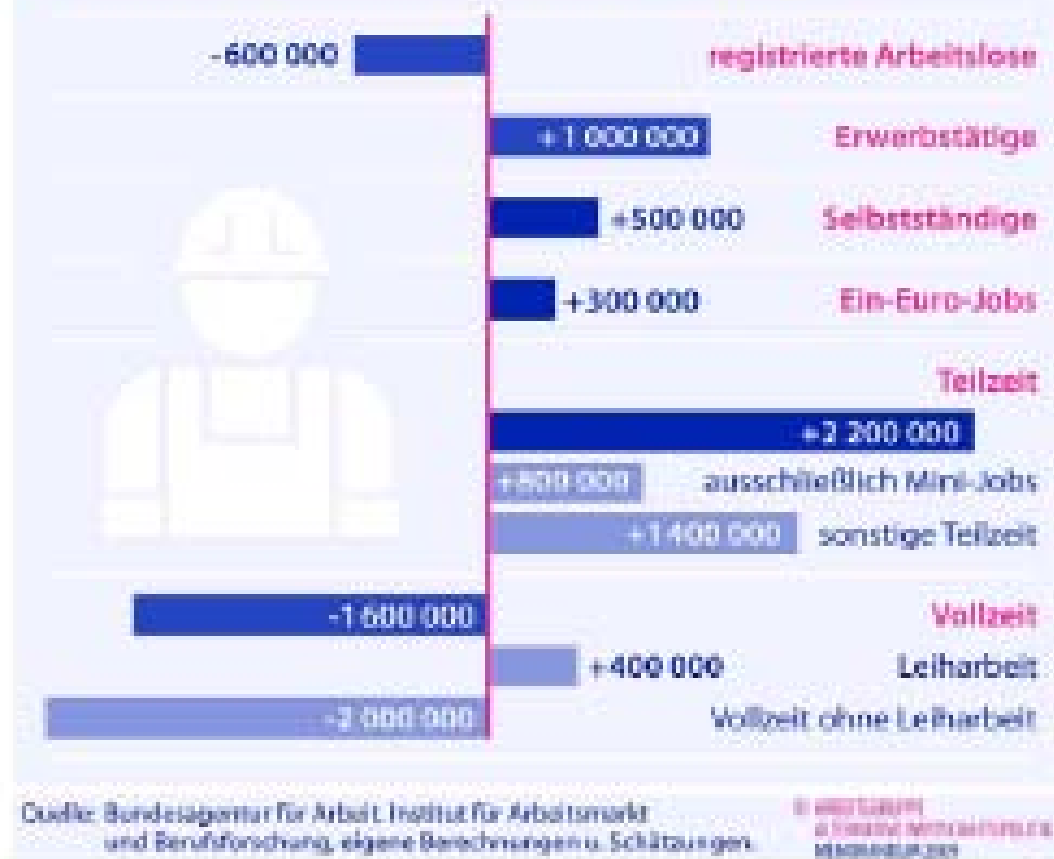 -600 000 registrierte Arbeitslose
+1 000 000 Erwerbstätige
+500 000 Selbstständige
+300 000 Ein-Euro-Jobs
Teilzeit
+2 200 000
+800 000 ausschließlich Mini-Jobs
+1 400 000 sonstige Teilzeit
-1 600 000 Vollzeit
+400 000 Leiharbeit
-2 000 000 Vollzeit ohne Leiharbeit
Quelle: Bundesagentur für Arbeit, Institut für Arbeitsmarkt
und Berufsforschung, eigene Berechnungen u. Schätzungen.